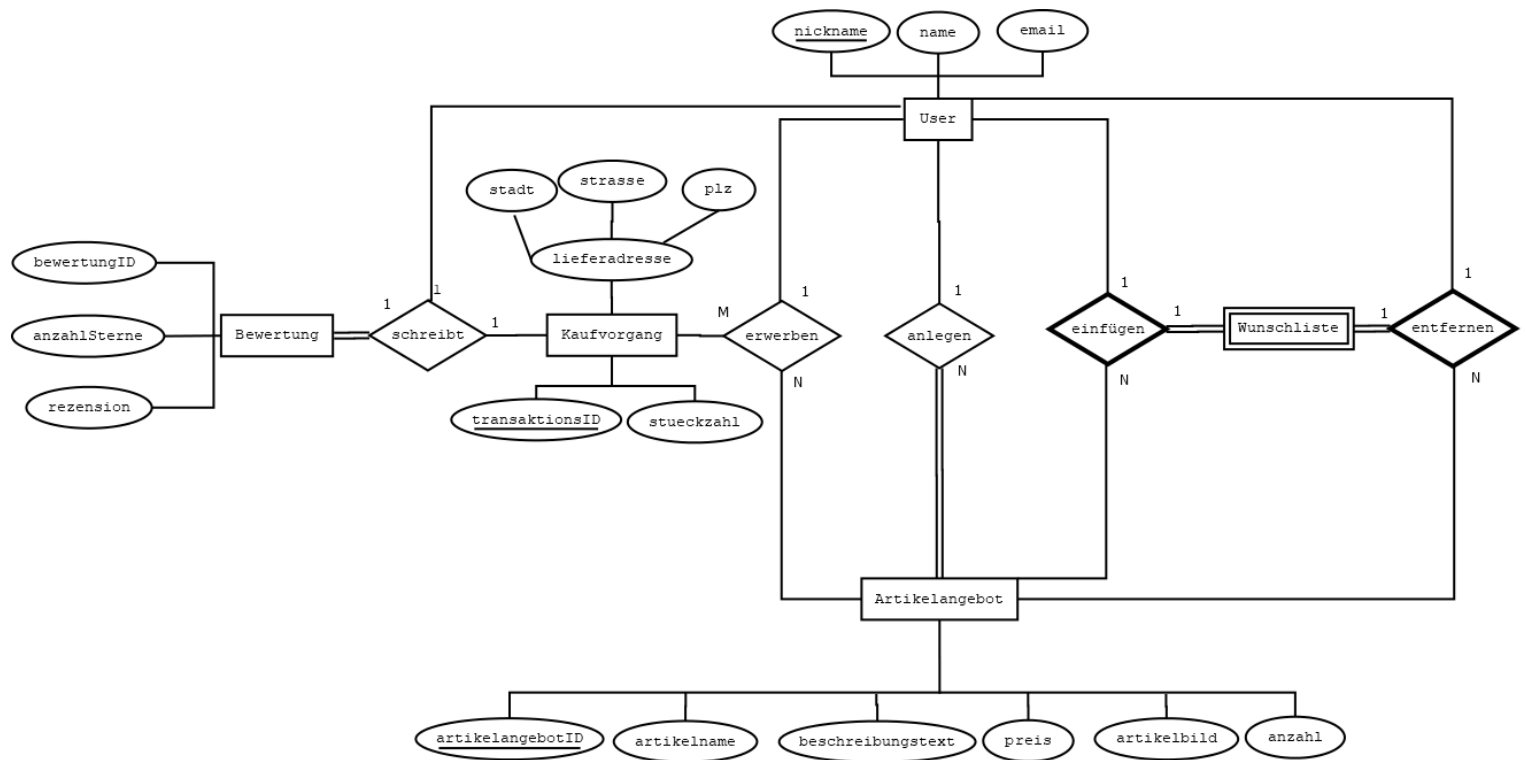 nickname
name
email
User
stadt
strasse
plz
lieferadresse
bewertungID
anzahlSterne
rezension
Bewertung
1
1
schreibt
1
Kaufvorgang
transaktionsID
stueckzahl
M
1
erwerben
N
1
anlegen
N
1
einfügen
N
1
Wunschliste
1
1
entfernen
N
Artikelangebot
artikelangebotID
artikelname
beschreibungstext
preis
artikelbild
anzahl